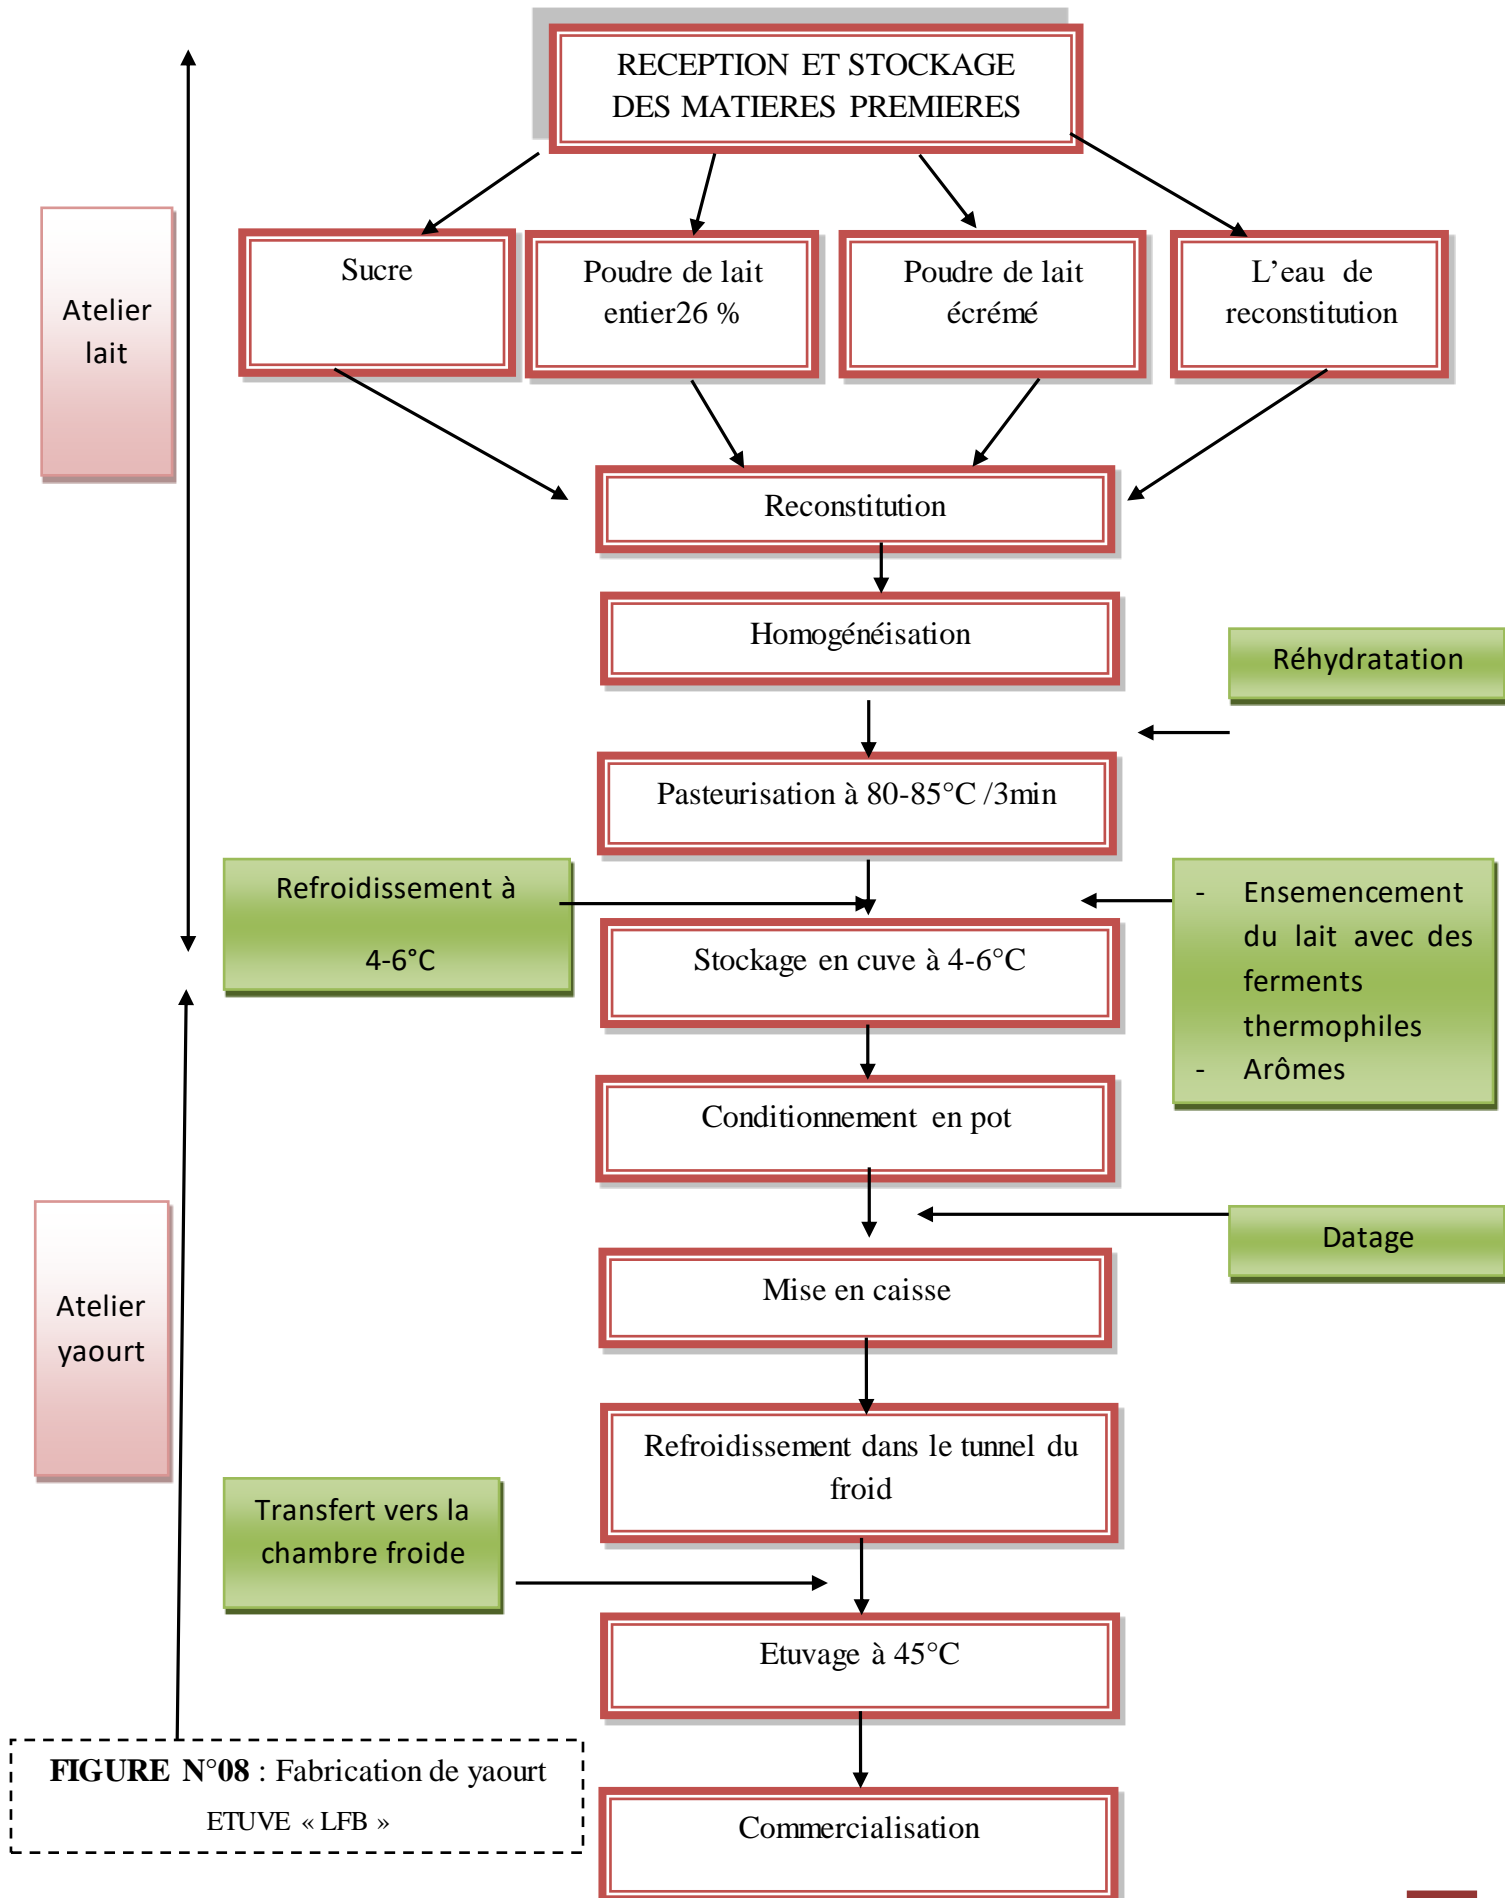 RECEPTION ET STOCKAGE
DES MATIERES PREMIERES
Sucre
Poudre de lait
entier26 %
Poudre de lait
écrémé
L’eau de
reconstitution
Atelier
lait
Reconstitution
Homogénéisation
Réhydratation
Pasteurisation à 80-85°C /3min
Refroidissement à
4-6°C
- Ensemencement
du lait avec des
ferments
thermophiles
- Arômes
Stockage en cuve à 4-6°C
Conditionnement en pot
Datage
Atelier
yaourt
Mise en caisse
Refroidissement dans le tunnel du
froid
Transfert vers la
chambre froide
Etuvage à 45°C
FIGURE N°08 : Fabrication de yaourt
ETUVE « LFB »
Commercialisation